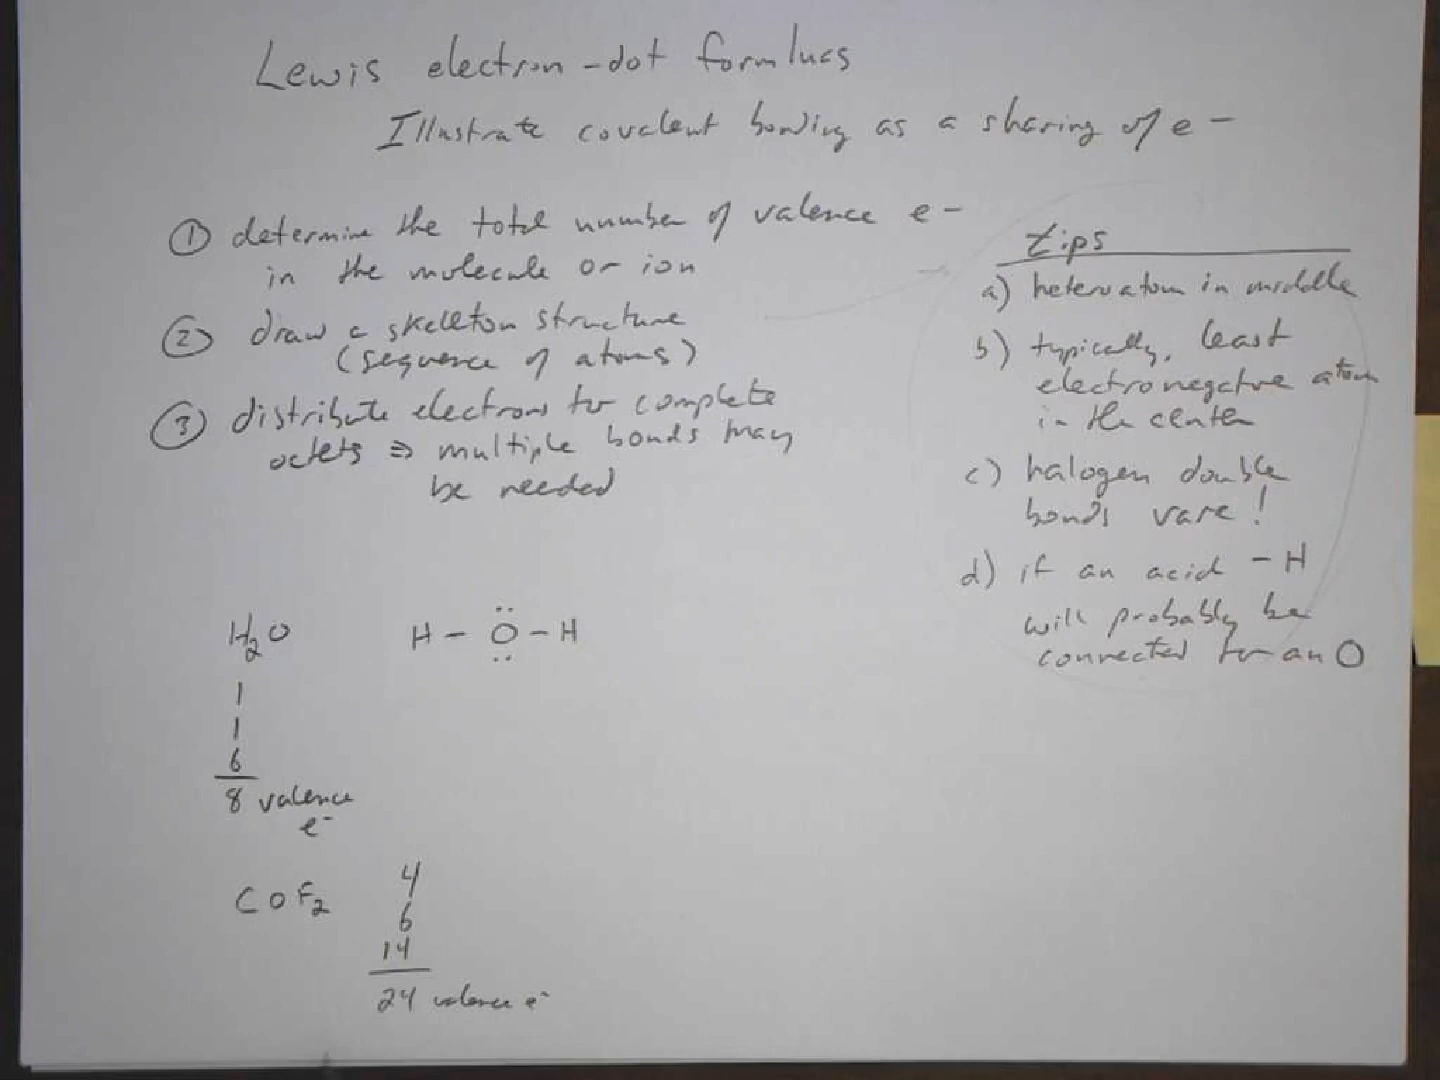 Lewis electron-dot formlucs
Illustrate covalent bonding as a sharing of e-
① determine the total number of valence e-
in the molecule or ion
② draw a skeleton structure
(sequence of atoms)
③ distribute electrons to complete
octets ⇒ multiple bonds may
be needed
tips
a) heteroatom in middle
b) typically, least
electronegative atom
in the center
c) halogen double
bonds rare!
d) if an acid - H
will probably be
connected to an O
H₂O H - Ö - H
1
1
6
8 valence
e⁻
COF₂ 4
6
14
24 valence e⁻